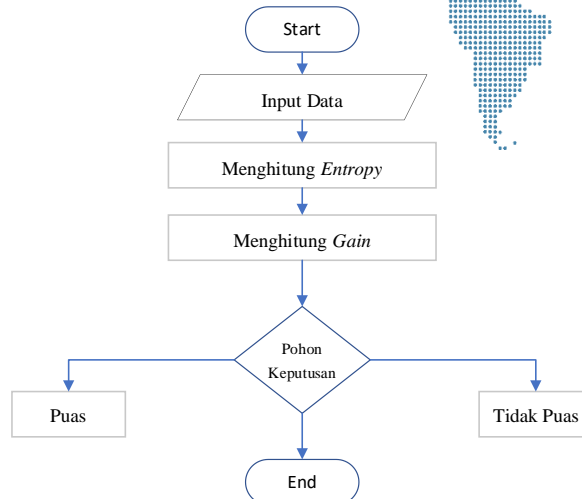 Start
Input Data
Menghitung Entropy
Menghitung Gain
Pohon
Keputusan
Puas
Tidak Puas
End